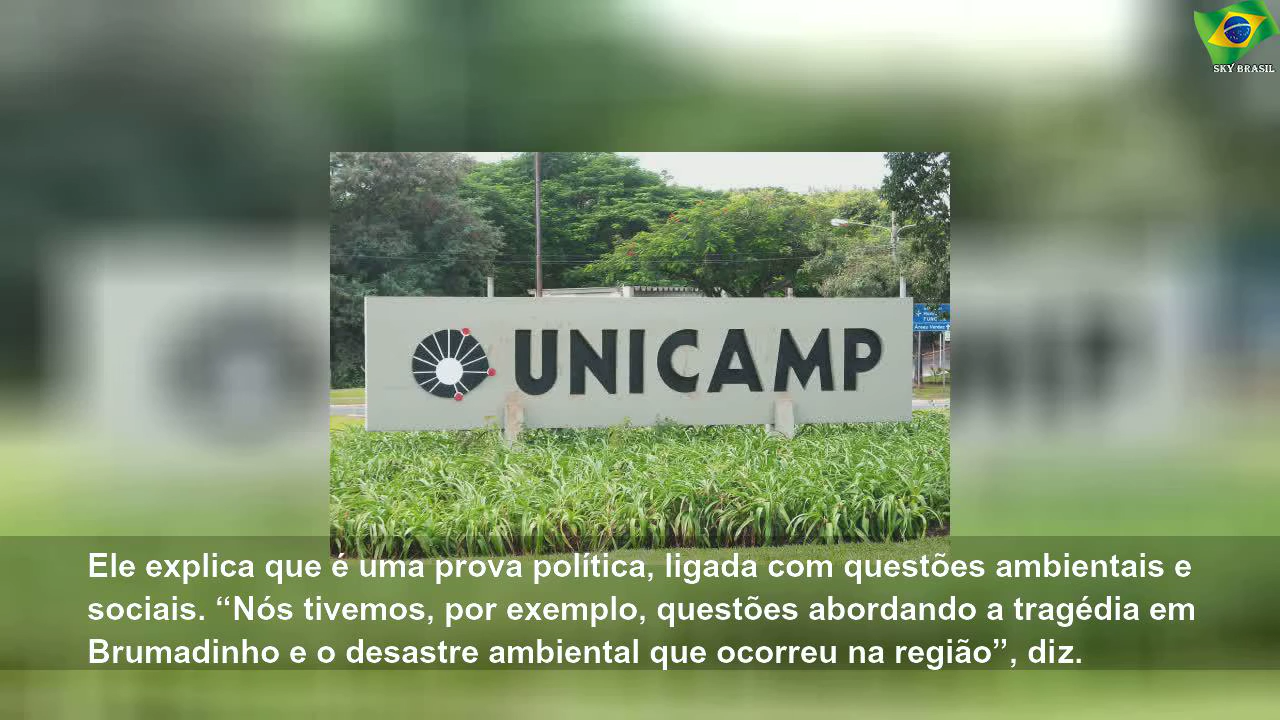 SKY BRASIL
UNICAMP
Ele explica que é uma prova política, ligada com questões ambientais e
sociais. “Nós tivemos, por exemplo, questões abordando a tragédia em
Brumadinho e o desastre ambiental que ocorreu na região”, diz.